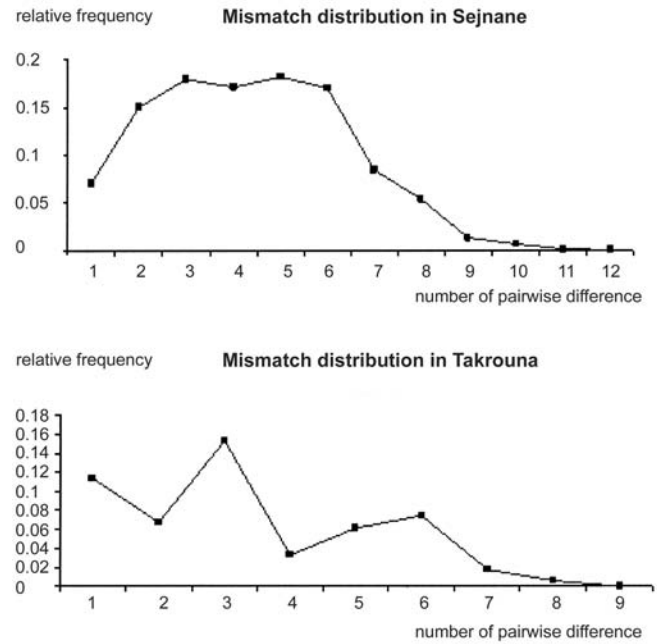 relative frequency Mismatch distribution in Sejnane
0.2
0.15
0.1
0.05
0
1 2 3 4 5 6 7 8 9 10 11 12
number of pairwise difference
relative frequency Mismatch distribution in Takrouna
0.18
0.16
0.14
0.12
0.1
0.08
0.06
0.04
0.02
0
1 2 3 4 5 6 7 8 9
number of pairwise difference